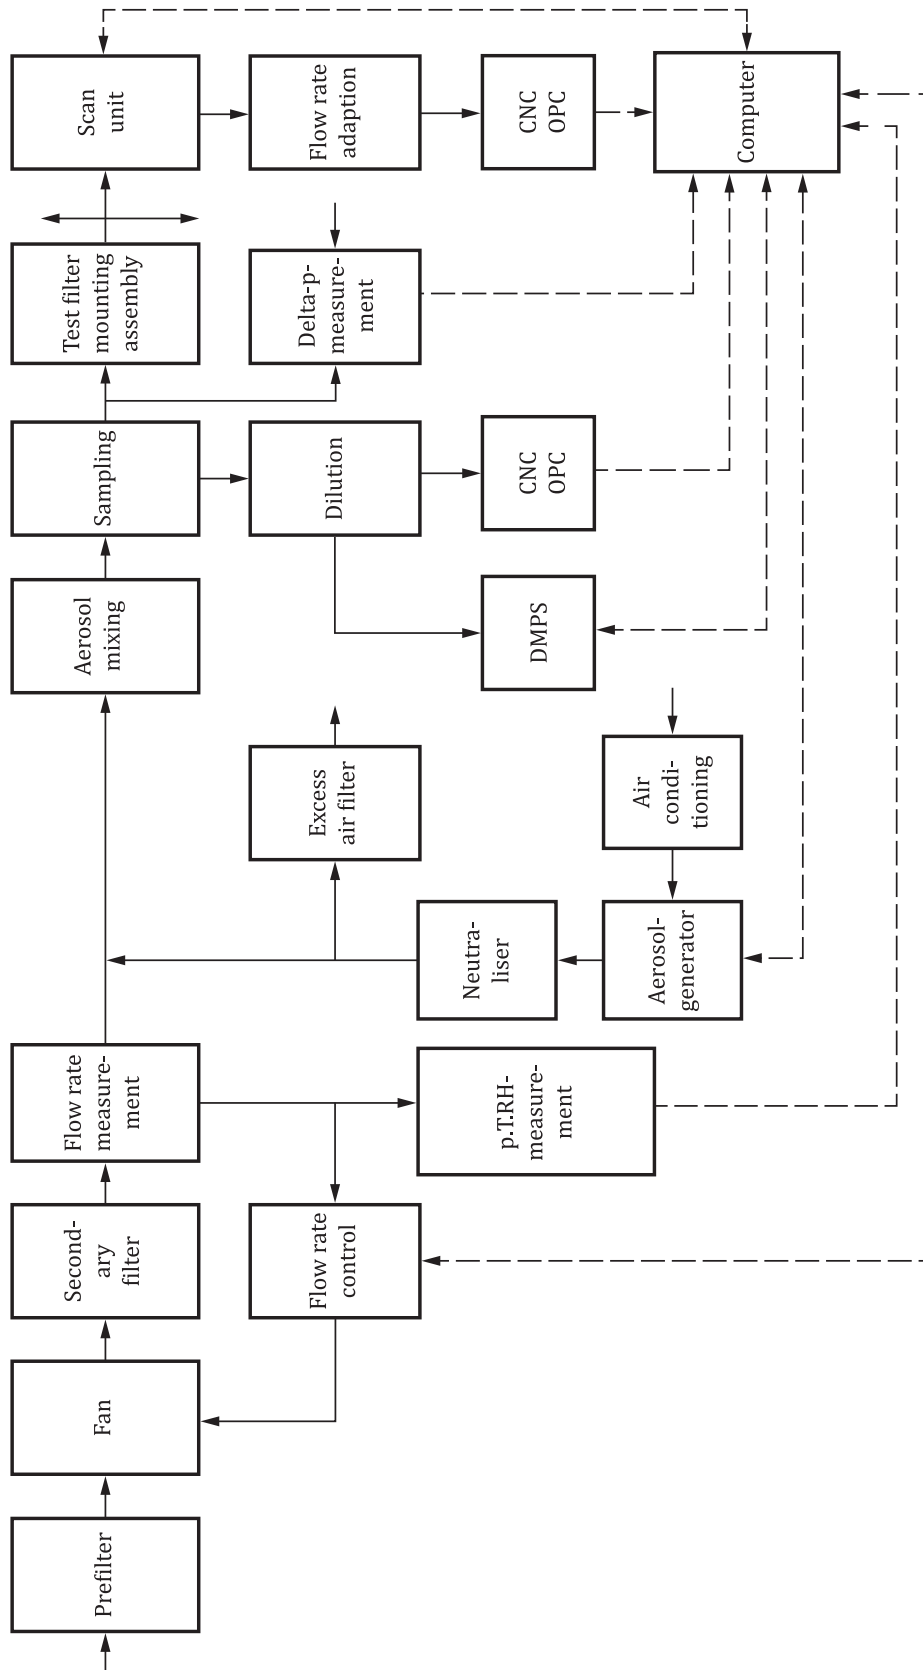 Prefilter
Fan
Second-
ary
filter
Flow rate
measure-
ment
Aerosol
mixing
Sampling
Test filter
mounting
assembly
Scan
unit
Flow rate
control
Excess
air filter
Dilution
Delta-p-
measure-
ment
Flow rate
adaption
p.T.RH-
measure-
ment
Neutra-
liser
DMPS
CNC
OPC
CNC
OPC
Aerosol-
generator
Air
condi-
tioning
Computer